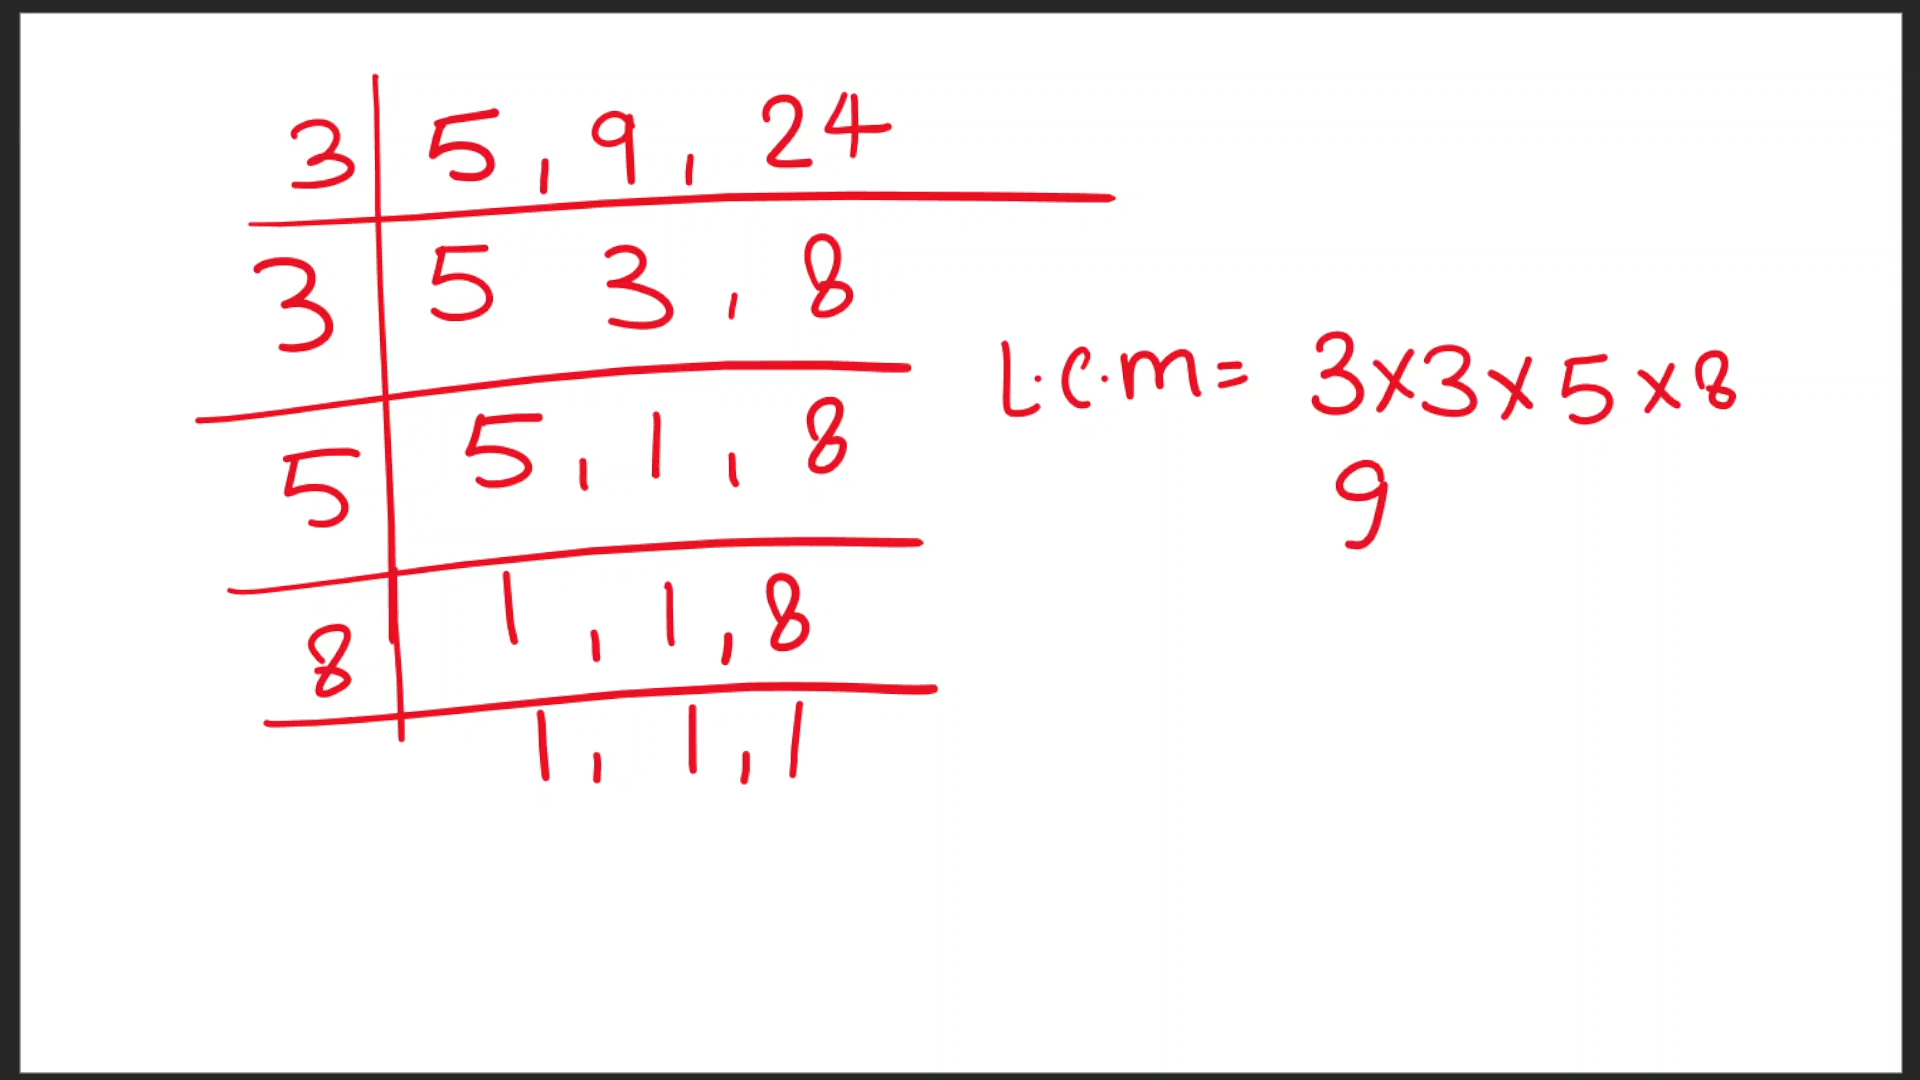 3 | 5 , 9 , 24
3 | 5 3 , 8
5 | 5 , 1 , 8
8 | 1 , 1 , 8
1 , 1 , 1
L.C.M = 3×3×5×8
9